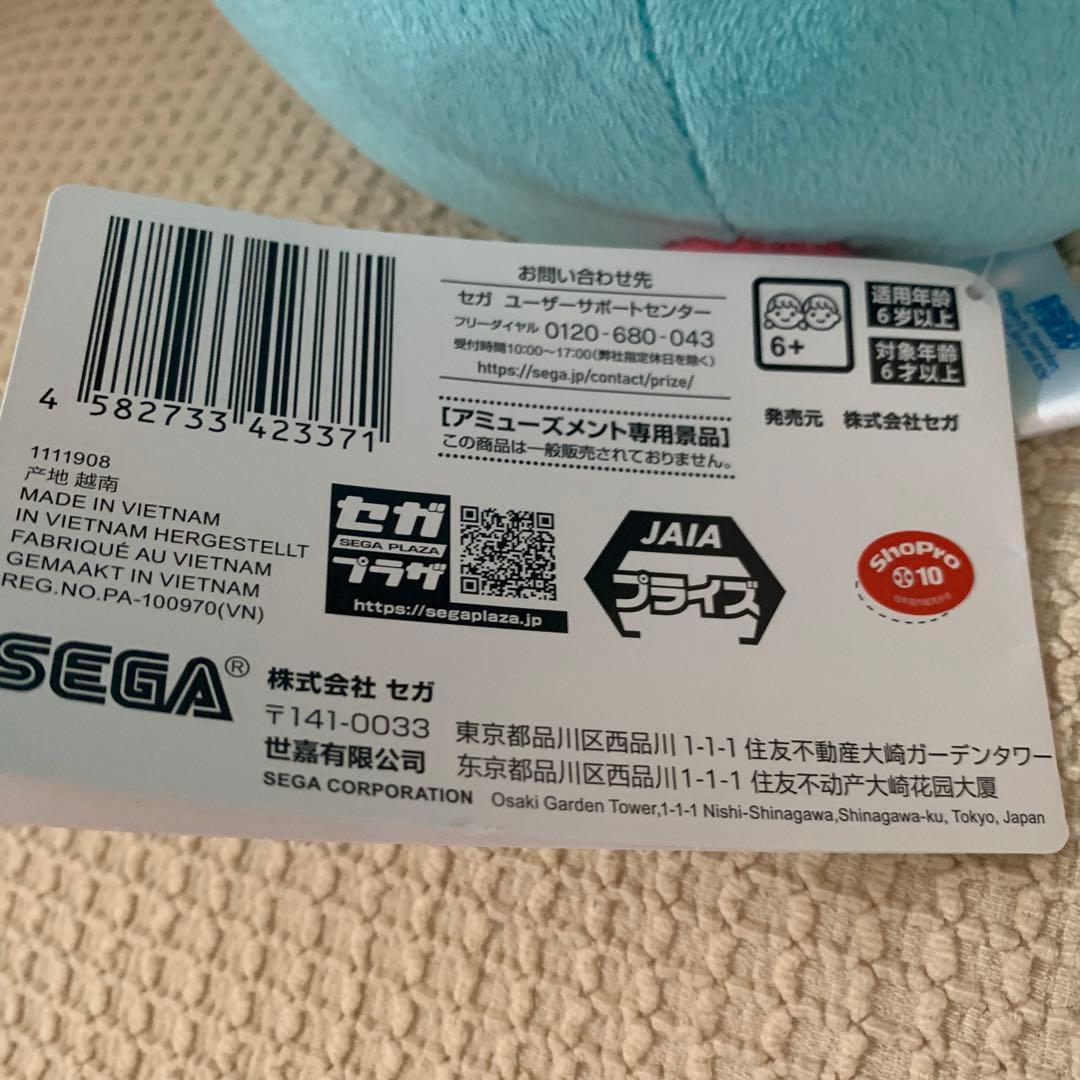 4 582733 423371
1111908
产地 越南
MADE IN VIETNAM
IN VIETNAM HERGESTELLT
FABRIQUÉ AU VIETNAM
GEMAAKT IN VIETNAM
REG.NO.PA-100970(VN)
お問い合わせ先
セガ ユーザーサポートセンター
フリーダイヤル 0120-680-043
受付時間10:00〜17:00(弊社指定休日を除く)
https://sega.jp/contact/prize/
[アミューズメント専用景品]
この商品は一般販売されておりません。
6+
适用年龄
6岁以上
対象年齢
6才以上
発売元 株式会社セガ
セガ
SEGA PLAZA
プラザ
https://segaplaza.jp
JAIA
プライズ
ShoPro
10
SEGA®
株式会社 セガ
〒141-0033 東京都品川区西品川1-1-1 住友不動産大崎ガーデンタワー
世嘉有限公司 东京都品川区西品川1-1-1 住友不动产大崎花园大厦
SEGA CORPORATION Osaki Garden Tower,1-1-1 Nishi-Shinagawa,Shinagawa-ku, Tokyo, Japan